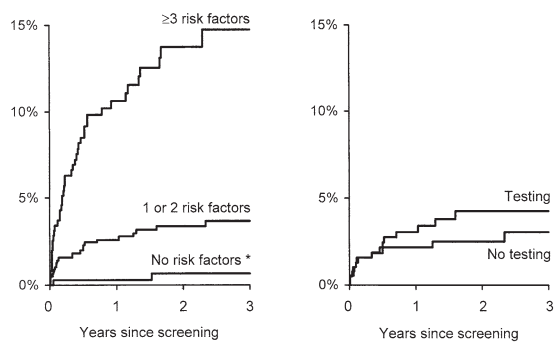 15%
10%
5%
0%
≥3 risk factors
1 or 2 risk factors
No risk factors *
0 1 2 3
Years since screening
15%
10%
5%
0%
Testing
No testing
0 1 2 3
Years since screening